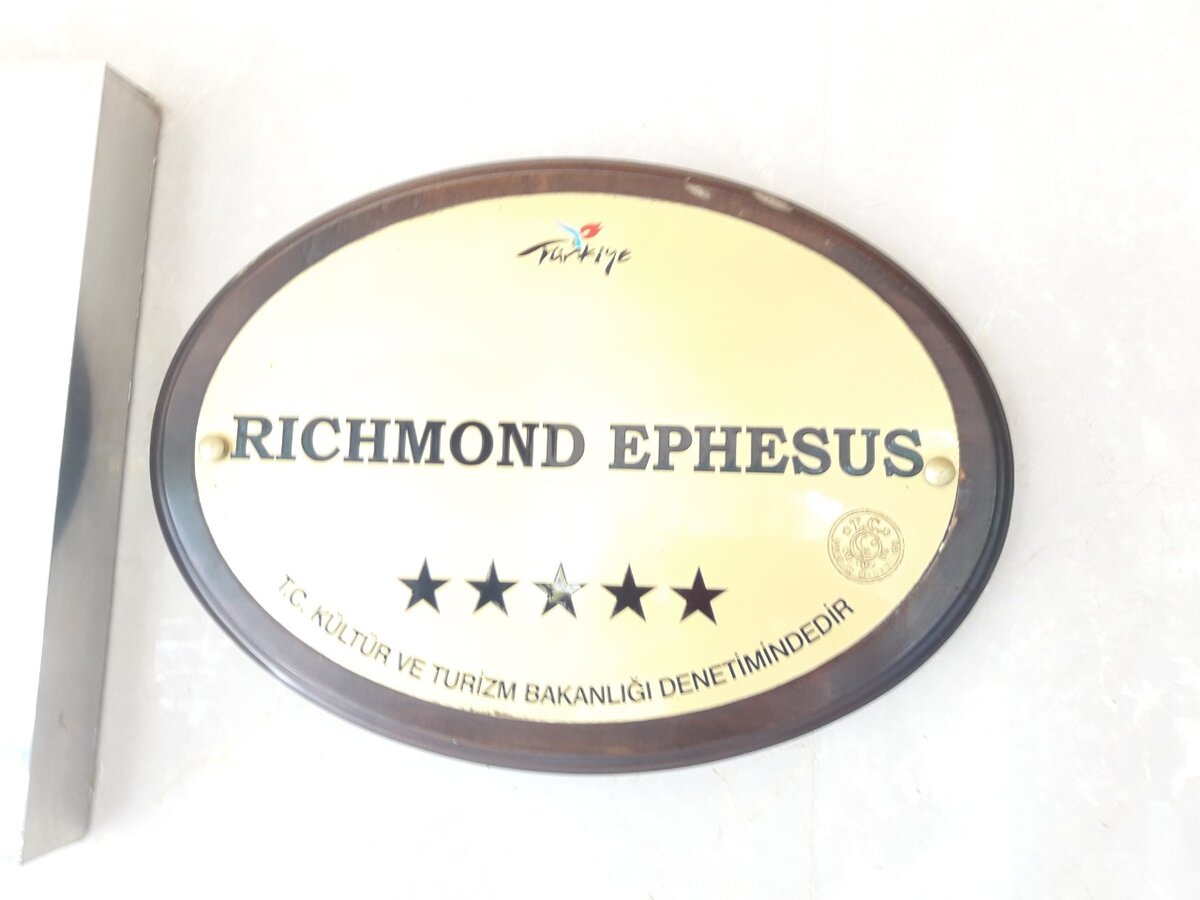 Türkiye
RICHMOND EPHESUS
T.C.
T.C. KÜLTÜR VE TURİZM BAKANLIĞI DENETİMİNDEDİR